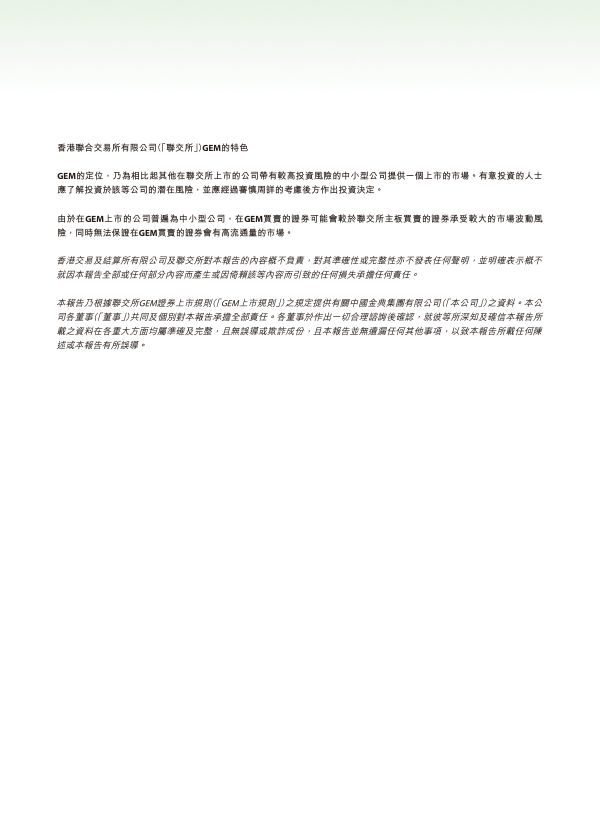 香港聯合交易所有限公司(「聯交所」)GEM的特色
GEM的定位，乃為相比起其他在聯交所上市的公司帶有較高投資風險的中小型公司提供一個上市的市場。有意投資的人士
應了解投資於該等公司的潛在風險，並應經過審慎周詳的考慮後方作出投資決定。
由於在GEM上市的公司普遍為中小型公司，在GEM買賣的證券可能會較於聯交所主板買賣的證券承受較大的市場波動風
險，同時無法保證在GEM買賣的證券會有高流通量的市場。
香港交易及結算所有限公司及聯交所對本報告的內容概不負責，對其準確性或完整性亦不發表任何聲明，並明確表示概不
就因本報告全部或任何部分內容而產生或因倚賴該等內容而引致的任何損失承擔任何責任。
本報告乃根據聯交所GEM證券上市規則(「GEM上市規則」)之規定提供有關中國金典集團有限公司(「本公司」)之資料。本公
司各董事(「董事」)共同及個別對本報告承擔全部責任。各董事於作出一切合理諮詢後確認，就彼等所深知及確信本報告所
載之資料在各重大方面均屬準確及完整，且無誤導或欺詐成份，且本報告並無遺漏任何其他事項，以致本報告所載任何陳
述或本報告有所誤導。